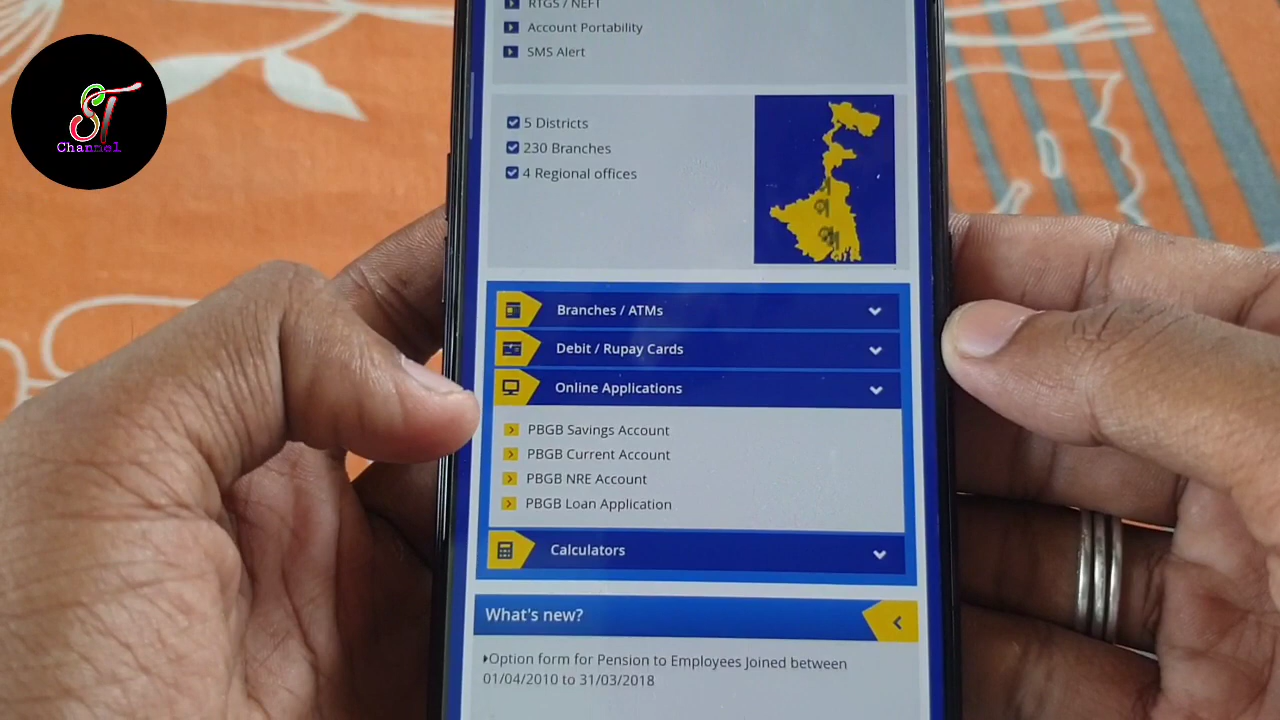 RTGS / NEFT
Account Portability
SMS Alert
ST
Channel
5 Districts
230 Branches
4 Regional offices
Branches / ATMs
Debit / Rupay Cards
Online Applications
PBGB Savings Account
PBGB Current Account
PBGB NRE Account
PBGB Loan Application
Calculators
What's new?
Option form for Pension to Employees Joined between
01/04/2010 to 31/03/2018